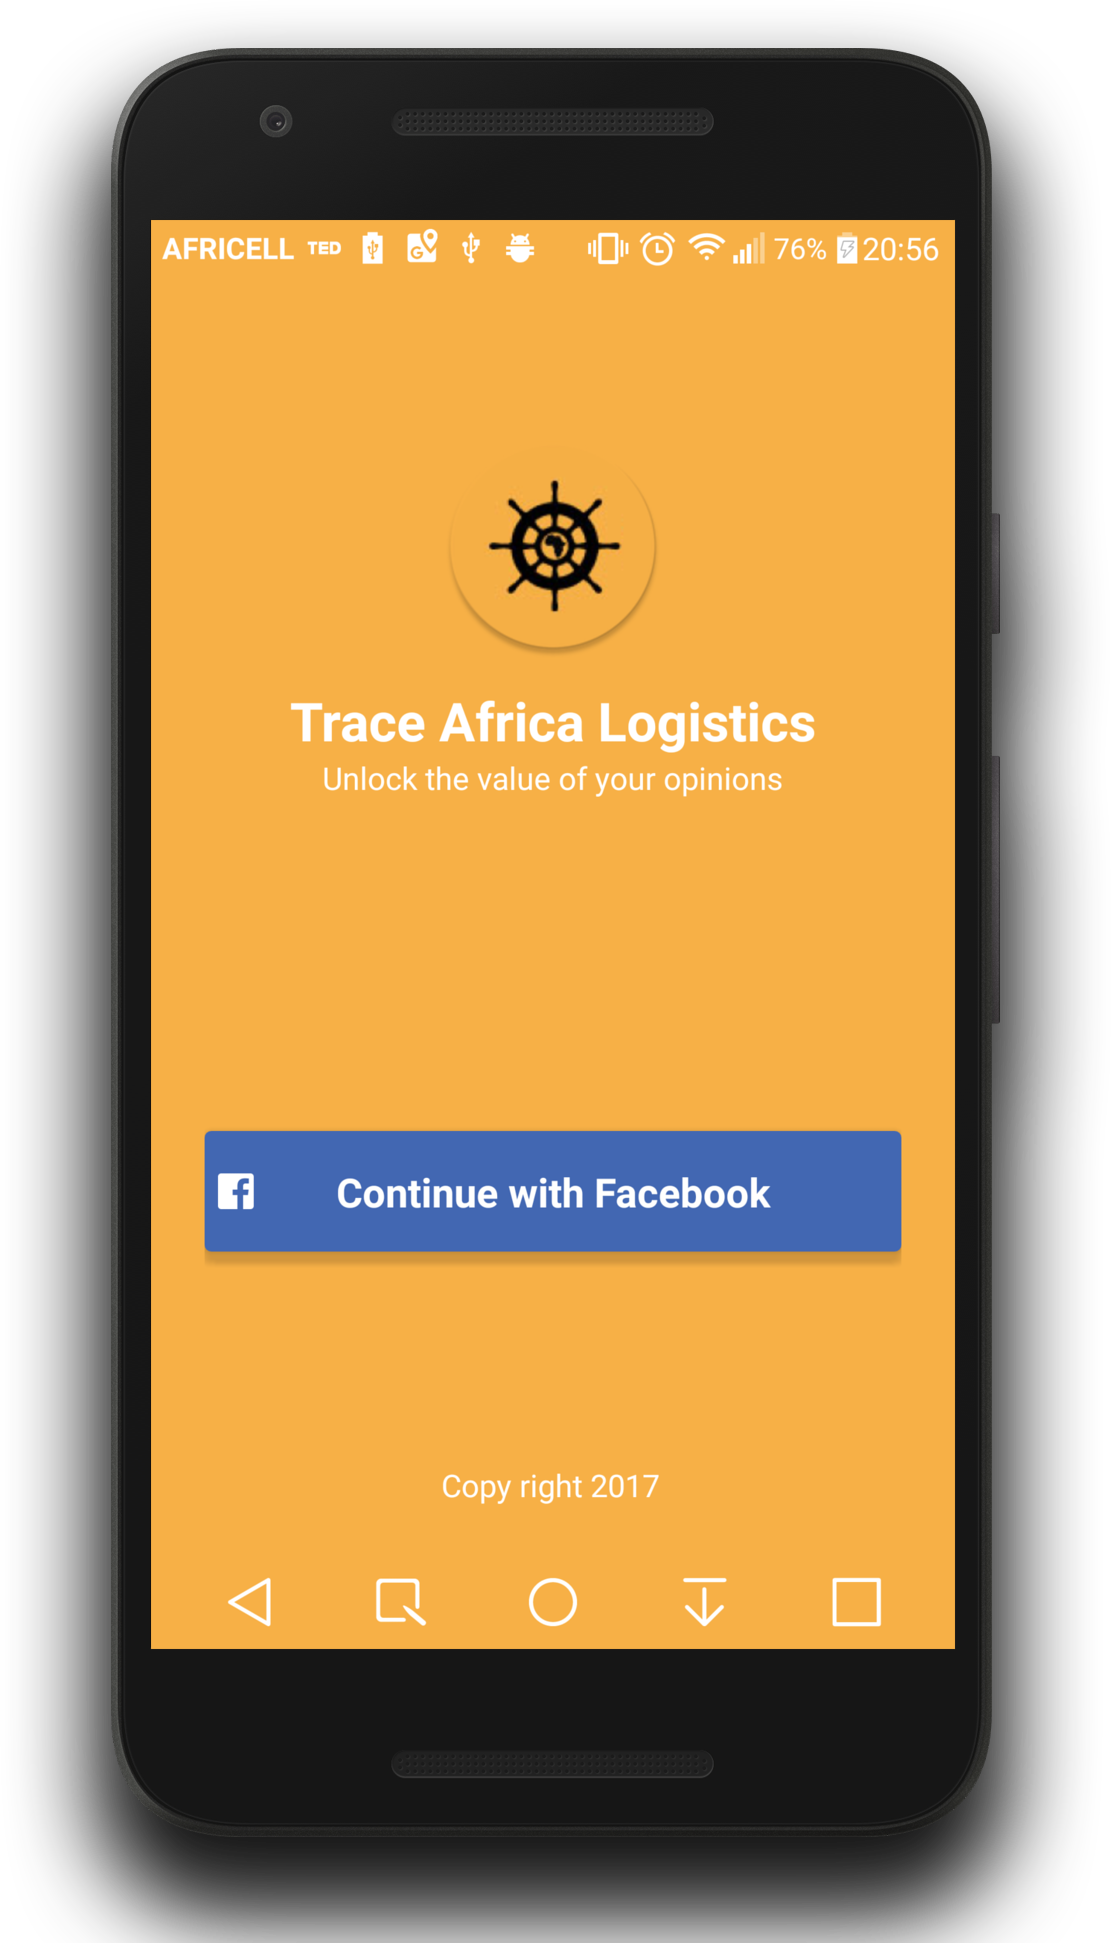 AFRICELL TED 76% 20:56
Trace Africa Logistics
Unlock the value of your opinions
Continue with Facebook
Copy right 2017